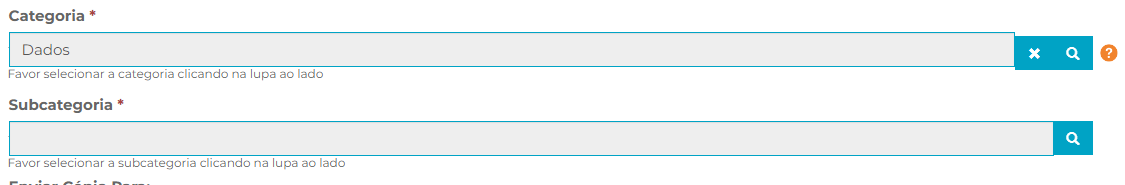 Categoria *
Dados
Favor selecionar a categoria clicando na lupa ao lado
Subcategoria *
Favor selecionar a subcategoria clicando na lupa ao lado